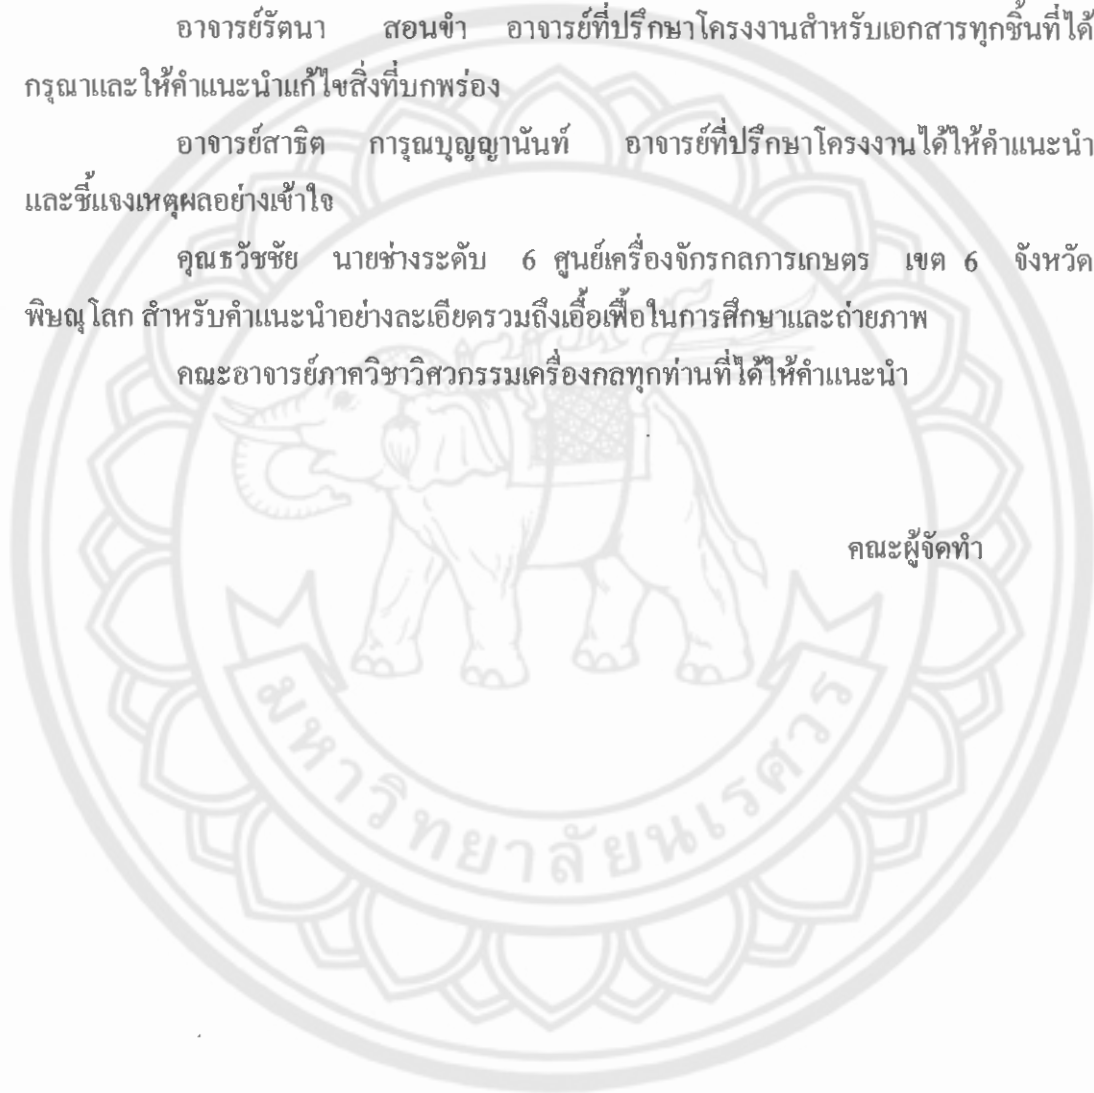 อาจารย์รัตนา สอนขำ อาจารย์ที่ปรึกษาโครงงานสำหรับเอกสารทุกชิ้นที่ได้
กรุณาและให้คำแนะนำแก้ไขสิ่งที่บกพร่อง
อาจารย์สาธิต การุณบุญญานันท์ อาจารย์ที่ปรึกษาโครงงานได้ให้คำแนะนำ
และชี้แจงเหตุผลอย่างเข้าใจ
คุณธวัชชัย นายช่างระดับ 6 ศูนย์เครื่องจักรกลการเกษตร เขต 6 จังหวัด
พิษณุโลก สำหรับคำแนะนำอย่างละเอียดรวมถึงเอื้อเฟื้อในการศึกษาและถ่ายภาพ
คณะอาจารย์ภาควิชาวิศวกรรมเครื่องกลทุกท่านที่ได้ให้คำแนะนำ
คณะผู้จัดทำ
มหาวิทยาลัยนเรศวร